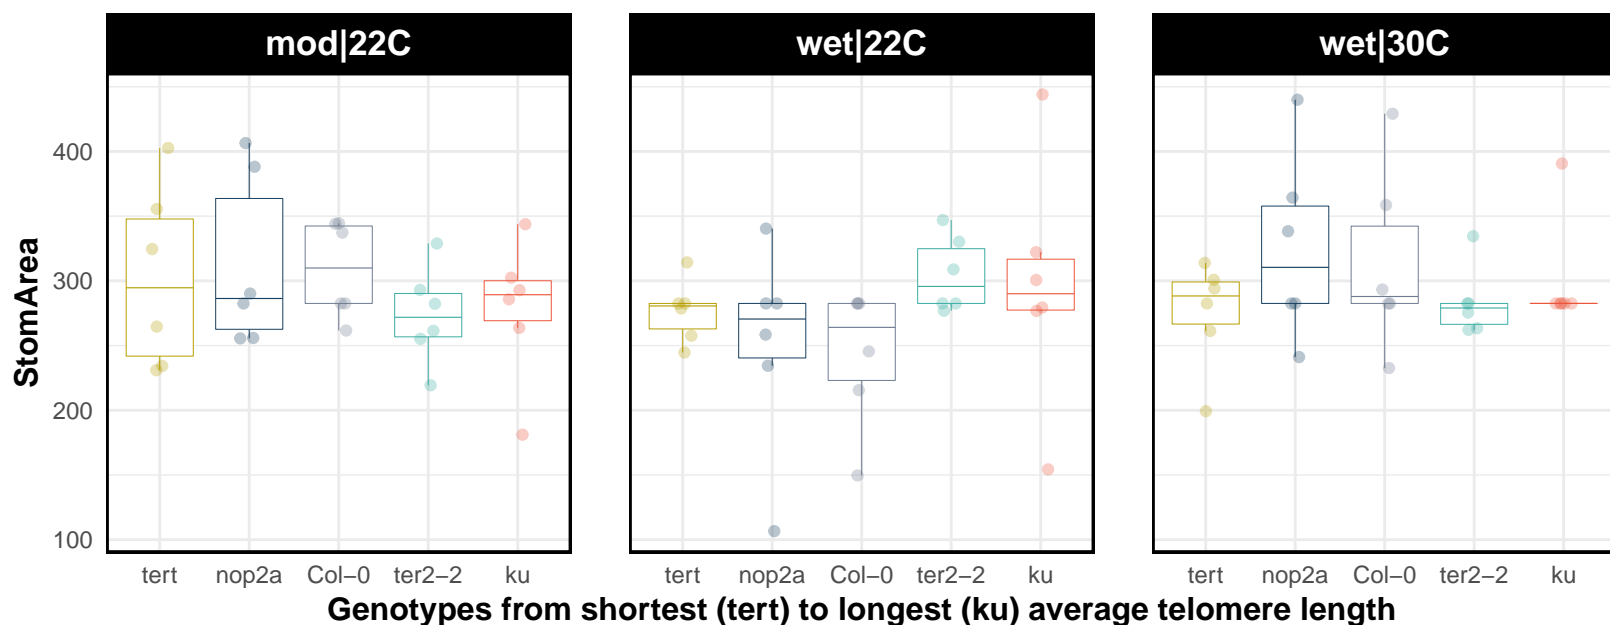 mod|22C wet|22C wet|30C
StomArea
400
300
200
100
tert nop2a Col−0 ter2−2 ku tert nop2a Col−0 ter2−2 ku tert nop2a Col−0 ter2−2 ku
Genotypes from shortest (tert) to longest (ku) average telomere length